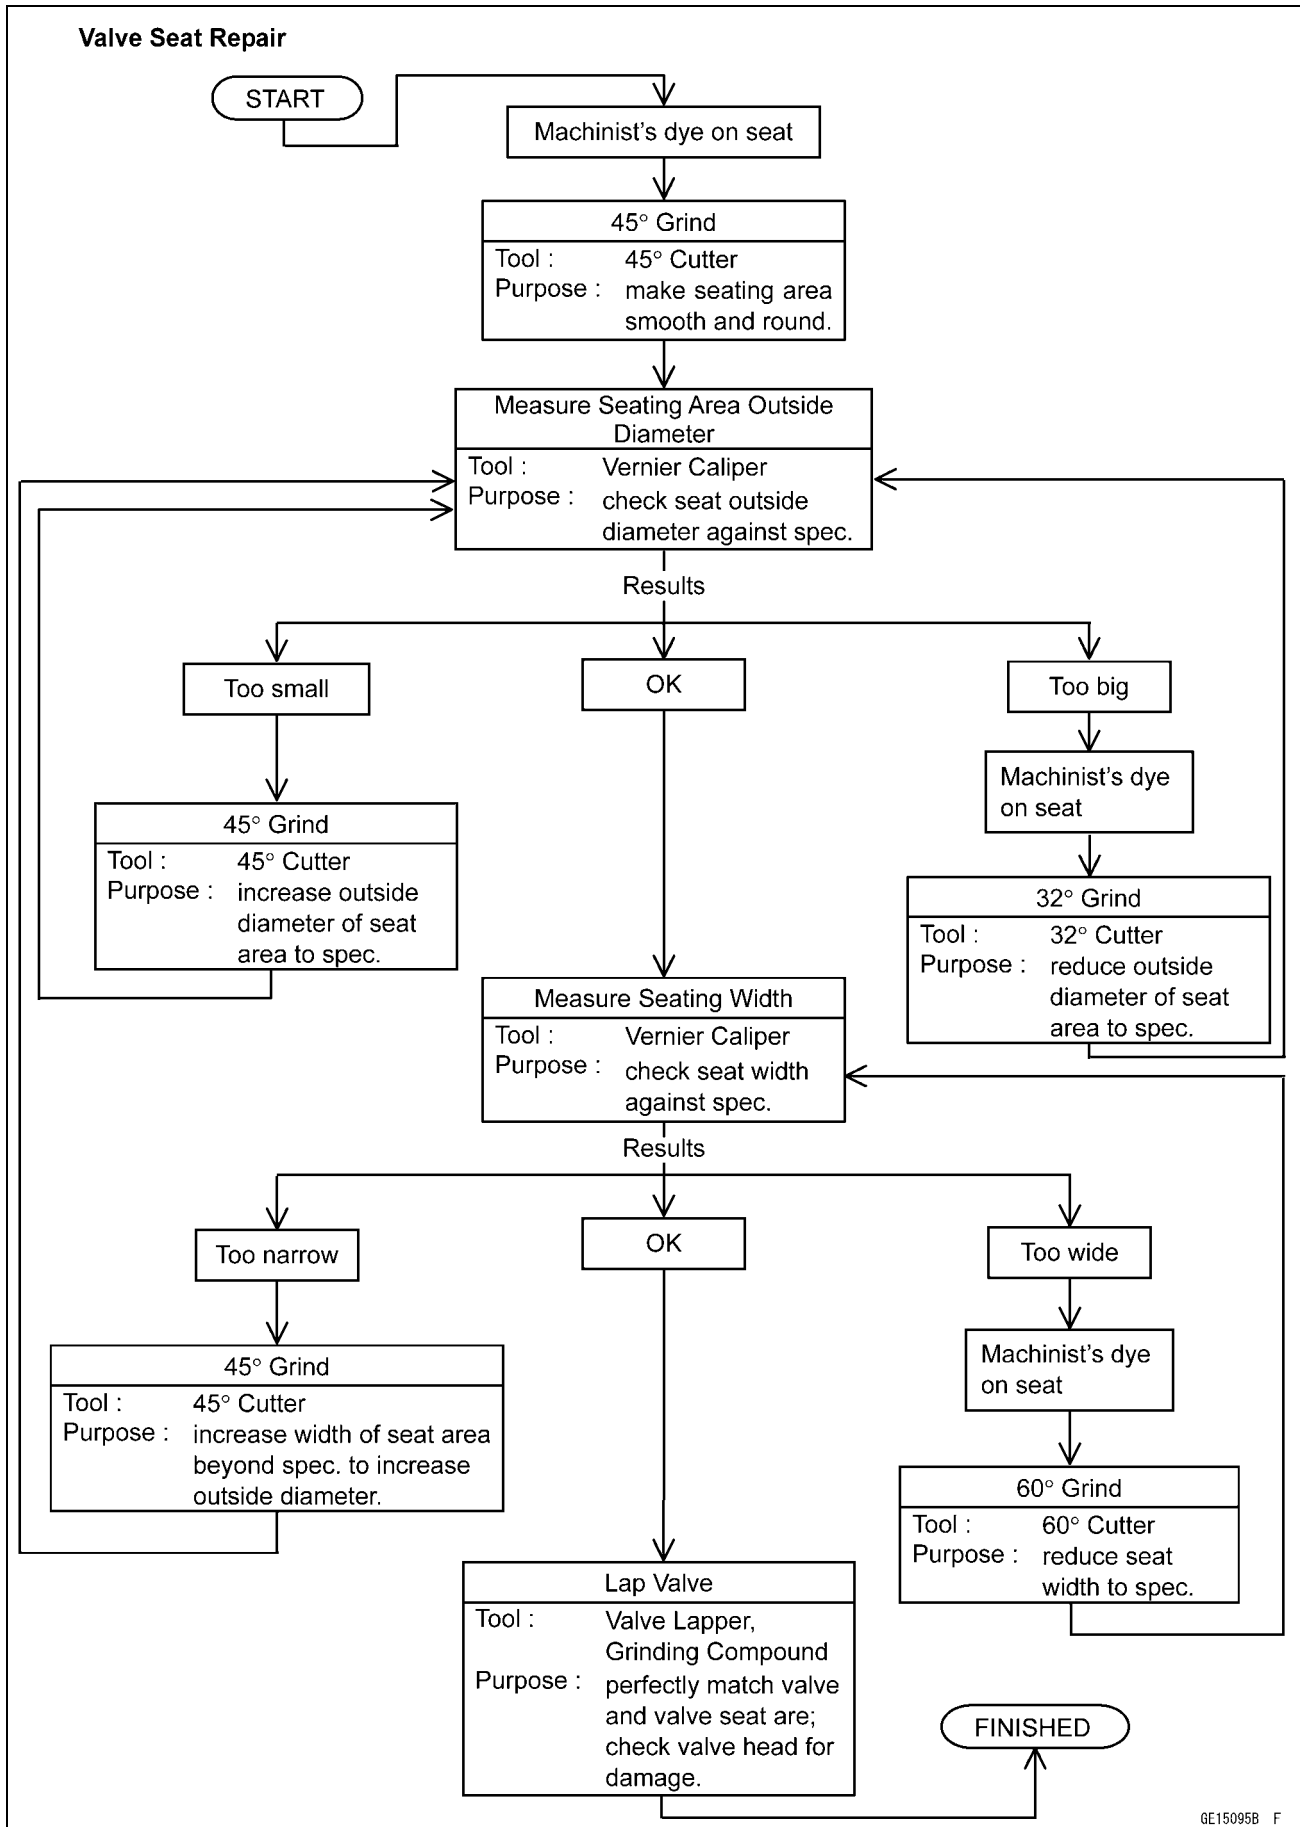 Valve Seat Repair
START
Machinist's dye on seat
45° Grind
Tool : 45° Cutter
Purpose : make seating area
smooth and round.
Measure Seating Area Outside
Diameter
Tool : Vernier Caliper
Purpose : check seat outside
diameter against spec.
Results
Too small
OK
Too big
Machinist's dye
on seat
45° Grind
Tool : 45° Cutter
Purpose : increase outside
diameter of seat
area to spec.
32° Grind
Tool : 32° Cutter
Purpose : reduce outside
diameter of seat
area to spec.
Measure Seating Width
Tool : Vernier Caliper
Purpose : check seat width
against spec.
Results
Too narrow
OK
Too wide
Machinist's dye
on seat
45° Grind
Tool : 45° Cutter
Purpose : increase width of seat area
beyond spec. to increase
outside diameter.
60° Grind
Tool : 60° Cutter
Purpose : reduce seat
width to spec.
Lap Valve
Tool : Valve Lapper,
Grinding Compound
Purpose : perfectly match valve
and valve seat are;
check valve head for
damage.
FINISHED
GE15095B F